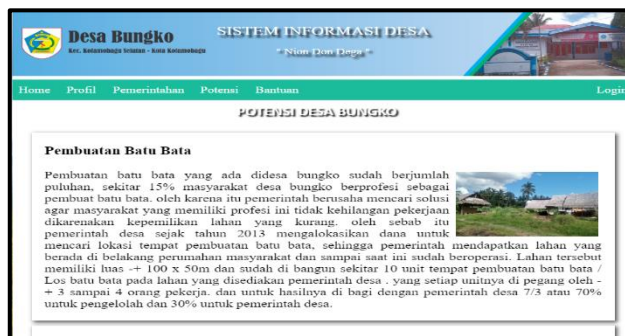 Desa Bungko
Kec. Kotamobagu Selatan - Kota Kotamobagu
SISTEM INFORMASI DESA
" Nion Don Dega "
Home Profil Pemerintahan Potensi Bantuan Login
POTENSI DESA BUNGKO
Pembuatan Batu Bata
Pembuatan batu bata yang ada didesa bungko sudah berjumlah
puluhan, sekitar 15% masyarakat desa bungko berprofesi sebagai
pembuat batu bata. oleh karena itu pemerintah berusaha mencari solusi
agar masyarakat yang memiliki profesi ini tidak kehilangan pekerjaan
dikarenakan kepemilikan lahan yang kurang. oleh sebab itu
pemerintah desa sejak tahun 2013 mengalokasikan dana untuk
mencari lokasi tempat pembuatan batu bata, sehingga pemerintah mendapatkan lahan yang
berada di belakang perumahan masyarakat dan sampai saat ini sudah beroperasi. Lahan tersebut
memiliki luas -+ 100 x 50m dan sudah di bangun sekitar 10 unit tempat pembuatan batu bata /
Los batu bata pada lahan yang disediakan pemerintah desa . yang setiap unitnya di pegang oleh -
+ 3 sampai 4 orang pekerja. dan untuk hasilnya di bagi dengan pemerintah desa 7/3 atau 70%
untuk pengelolah dan 30% untuk pemerintah desa.